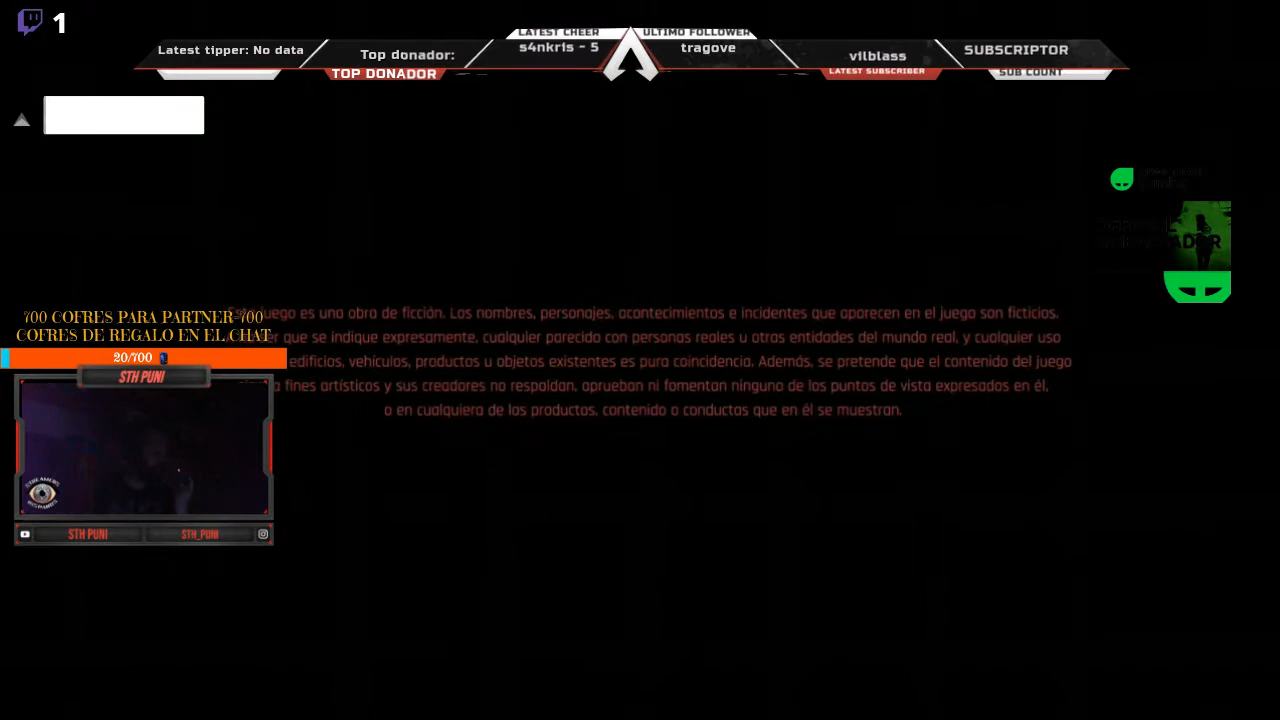 1
LATEST CHEER
ULTIMO FOLLOWER
Latest tipper: No data
Top donador:
s4nkris - 5
tragove
vilblass
SUBSCRIPTOR
TOP DONADOR
LATEST SUBSCRIBER
SUB COUNT
700 COFRES PARA PARTNER 700
COFRES DE REGALO EN EL CHAT
20/700
juego es una obra de ficción. Los nombres, personajes, acontecimientos e incidentes que aparecen en el juego son ficticios.
que se indique expresamente, cualquier parecido con personas reales u otras entidades del mundo real, y cualquier uso
edificios, vehículos, productos u objetos existentes es pura coincidencia. Además, se pretende que el contenido del juego
fines artísticos y sus creadores no respaldan, aprueban ni fomentan ninguno de los puntos de vista expresados en él,
o en cualquiera de los productos, contenido o conductas que en él se muestran.
STH PUNI
STREAMERS
STH PUNI
STH_PUNI